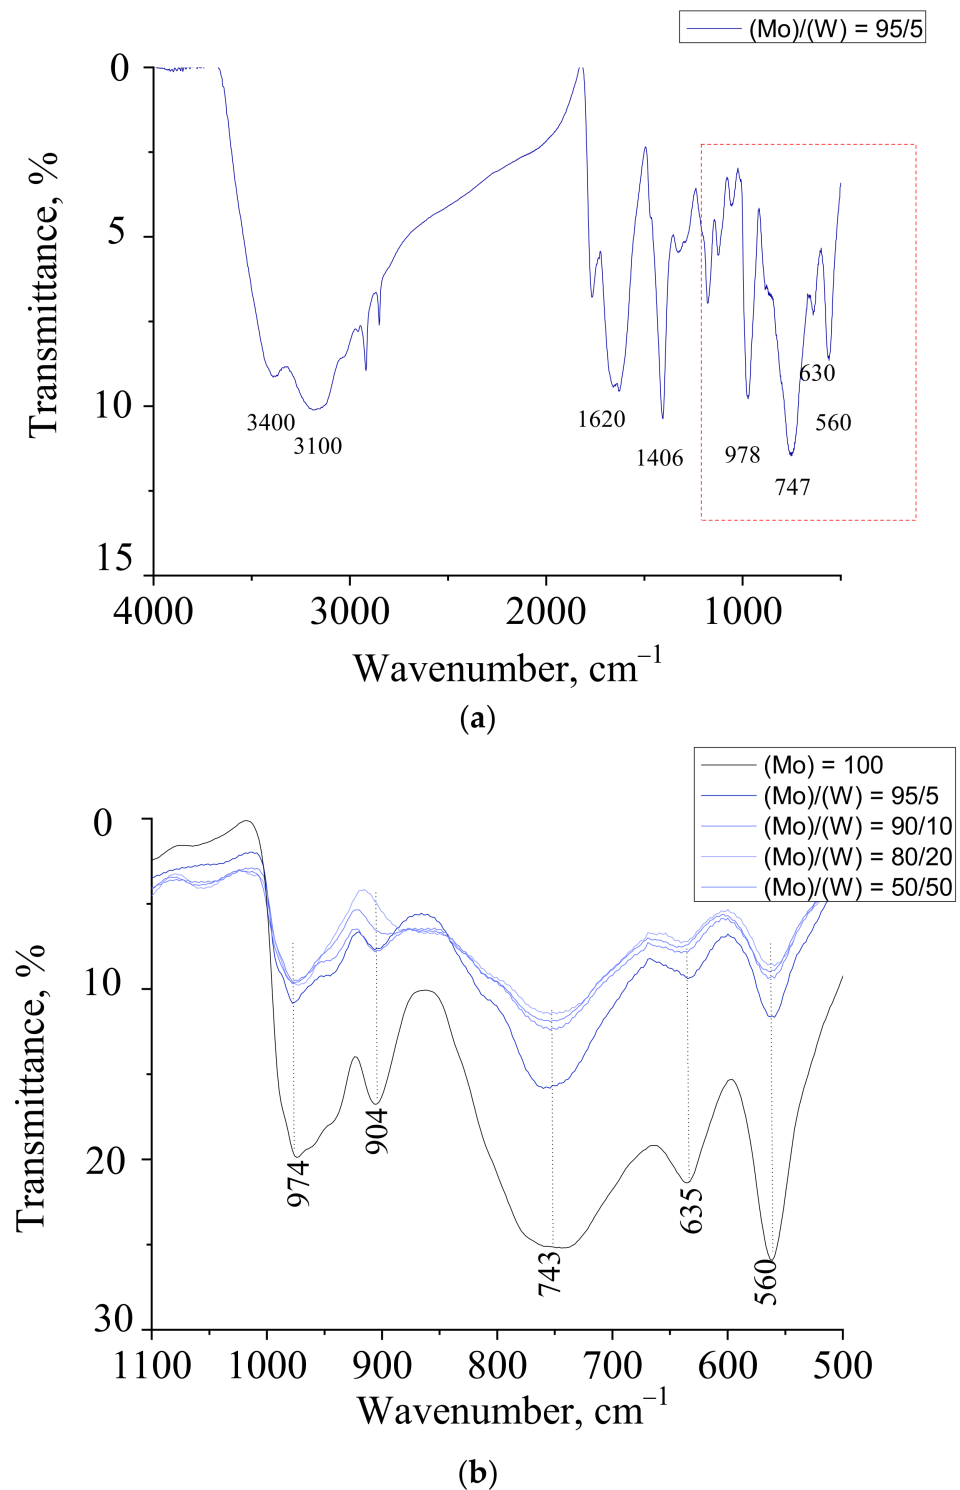 (Mo)/(W) = 95/5
0
5
10
15
Transmittance, %
3400
3100
1620
1406
978
747
630
560
4000 3000 2000 1000
Wavenumber, cm⁻¹
(a)
(Mo) = 100
(Mo)/(W) = 95/5
(Mo)/(W) = 90/10
(Mo)/(W) = 80/20
(Mo)/(W) = 50/50
0
10
20
30
Transmittance, %
974
904
743
635
560
1100 1000 900 800 700 600 500
Wavenumber, cm⁻¹
(b)